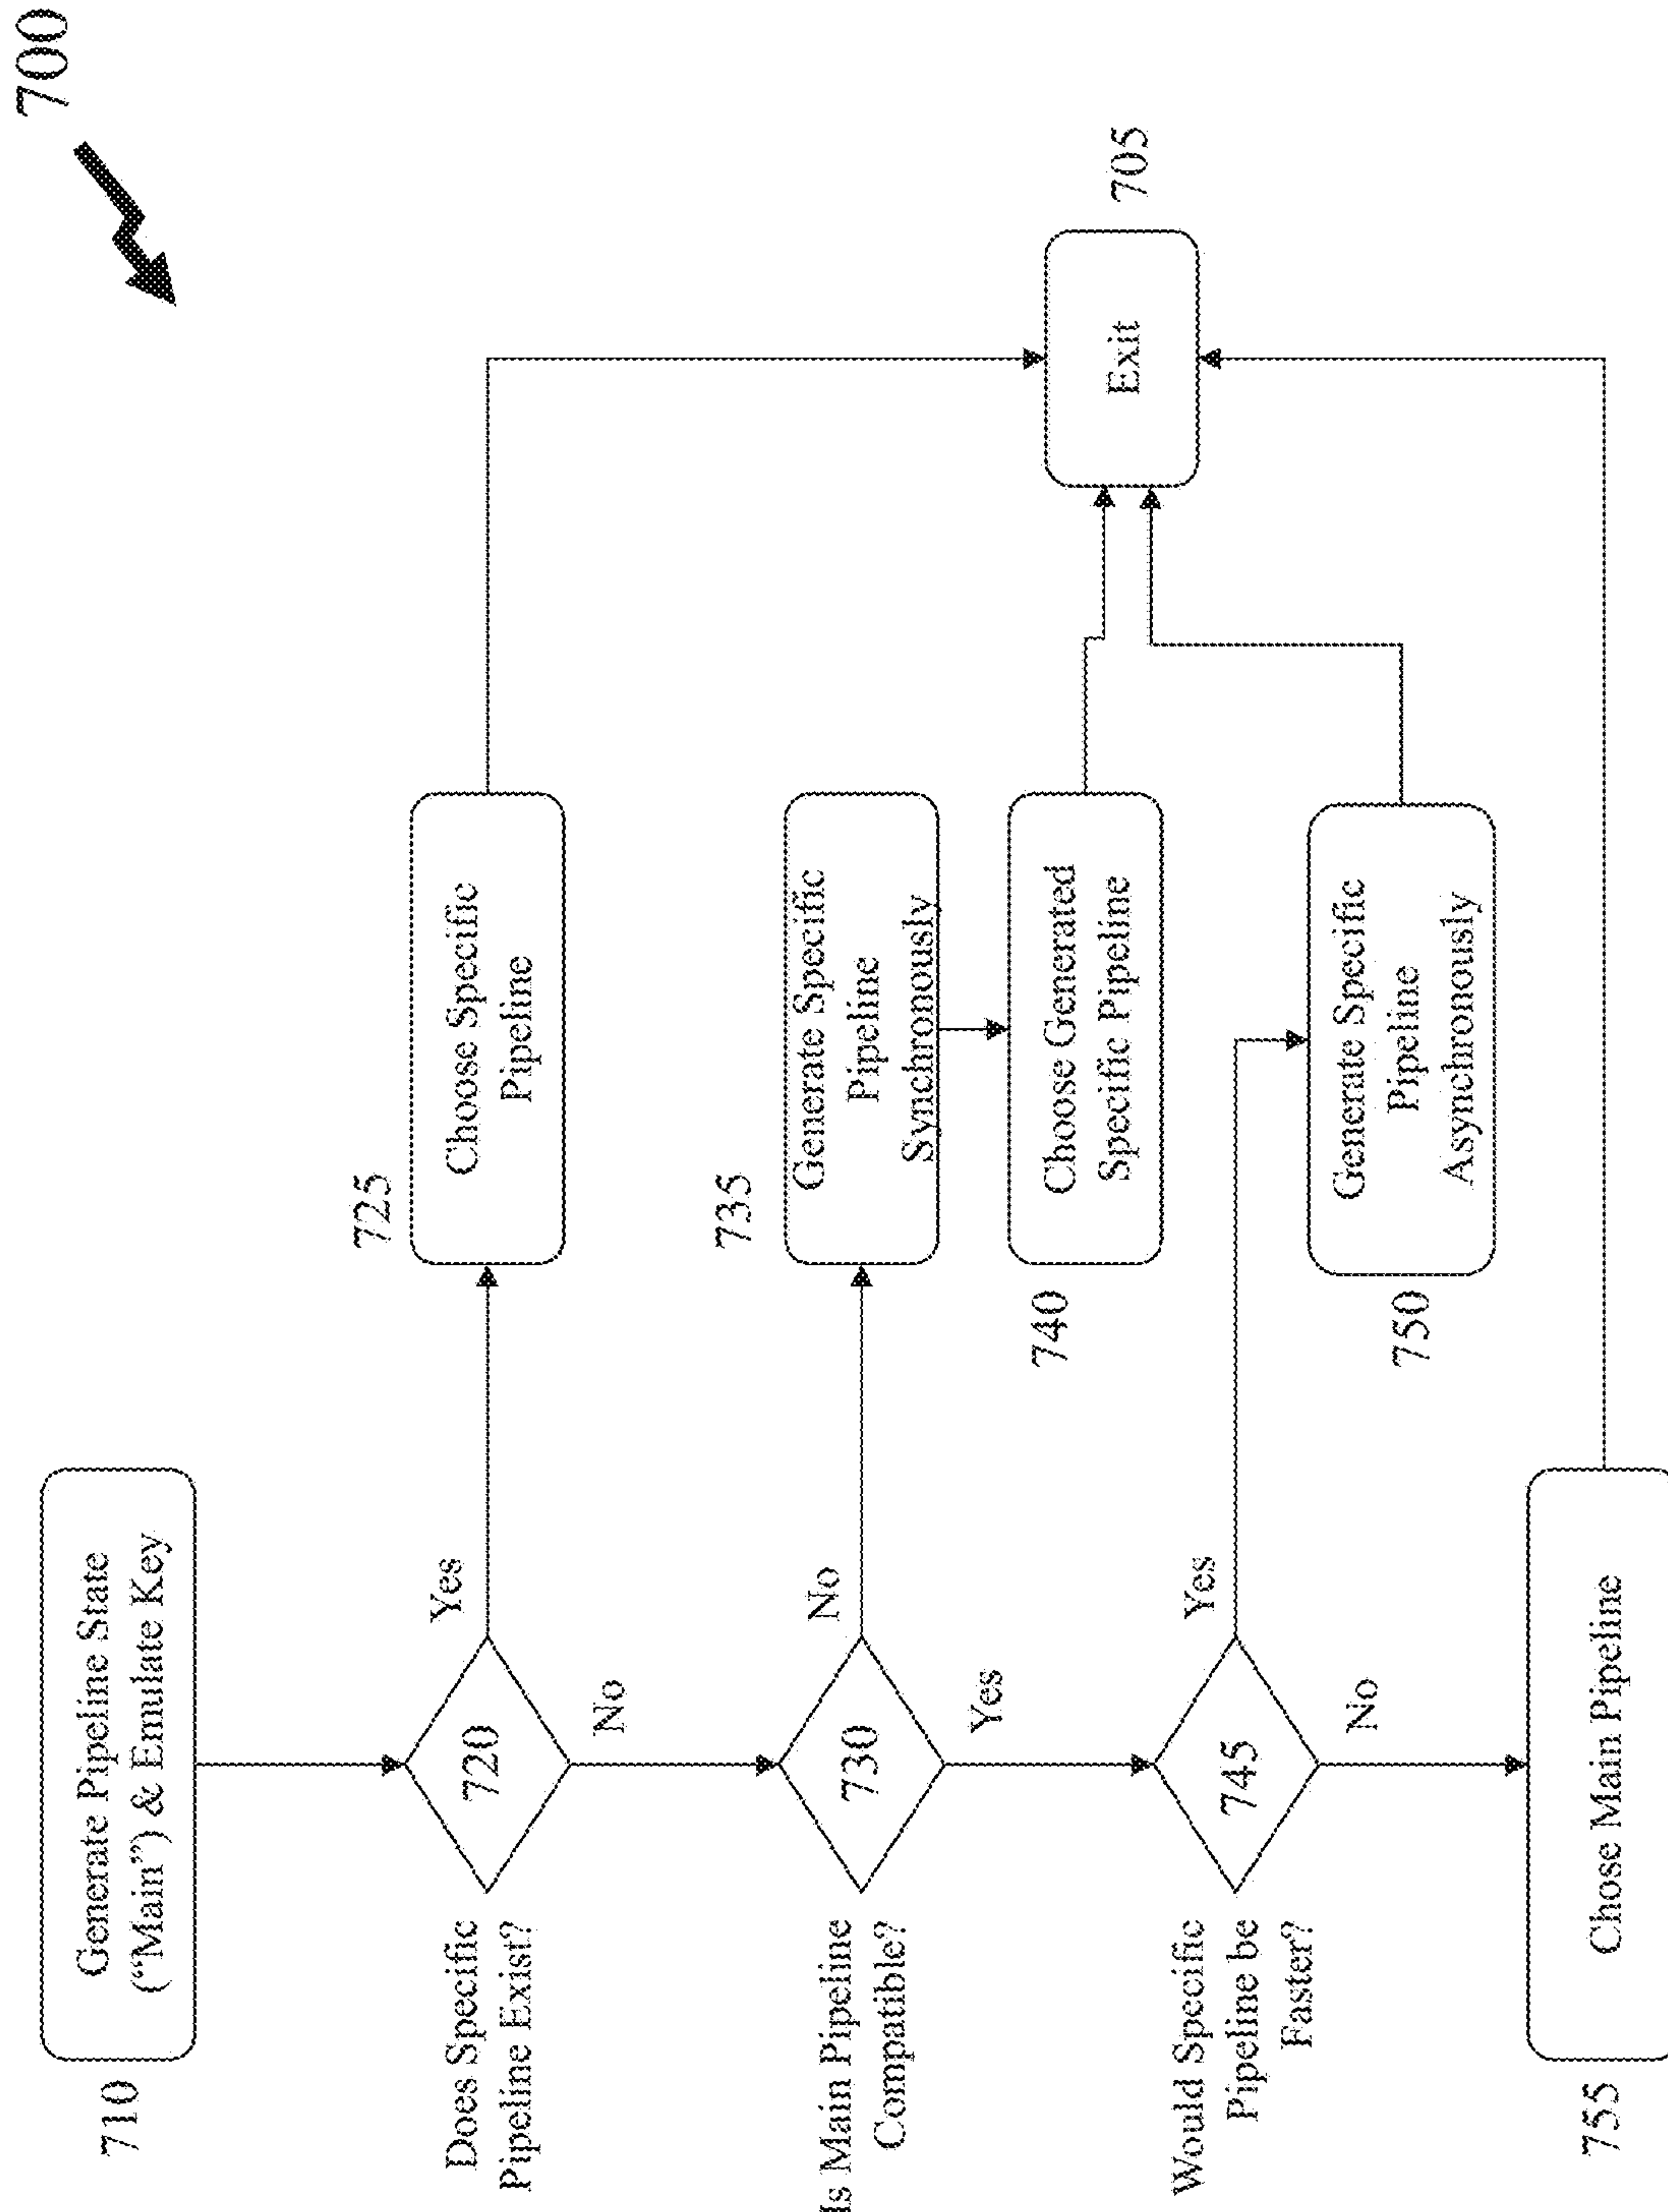 700
710
Generate Pipeline State
("Main") & Emulate Key
Does Specific
Pipeline Exist?
720
Yes
No
725
Choose Specific
Pipeline
Is Main Pipeline
Compatible?
730
No
Yes
735
Generate Specific
Pipeline
Synchronously
740
Choose Generated
Specific Pipeline
Would Specific
Pipeline be
Faster?
745
Yes
No
750
Generate Specific
Pipeline
Asynchronously
755
Chose Main Pipeline
Exit
705